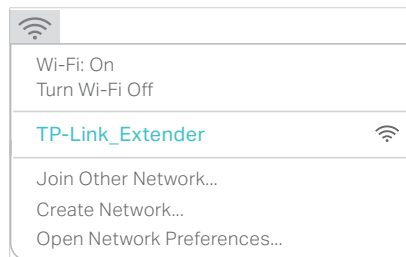 Wi-Fi: On
Turn Wi-Fi Off
TP-Link_Extender
Join Other Network...
Create Network...
Open Network Preferences...